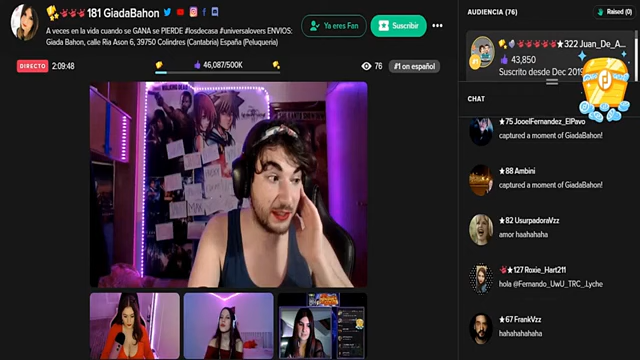 181 GiadaBahon
A veces en la vida cuando se GANA se PIERDE #losdecasa #universalovers ENVIOS:
Giada Bahon, calle Ria Ason 6, 39750 Colindres (Cantabria) España (Peluqueria)
Ya eres Fan
Suscribir
DIRECTO
2:09:48
46,087/500K
76
#1 on español
AUDIENCIA (76)
Raised (0)
322 Juan_De_A...
43,850
Suscrito desde Dec 2019
CHAT
75 JooelFernandez_ElPavo
captured a moment of GiadaBahon!
88 Ambini
captured a moment of GiadaBahon!
82 UsurpadoraVzz
amor haahahaha
127 Roxie_Hart211
hola @Fernando_UwU_TRC_Lyche
67 FrankVzz
hahahahahaha